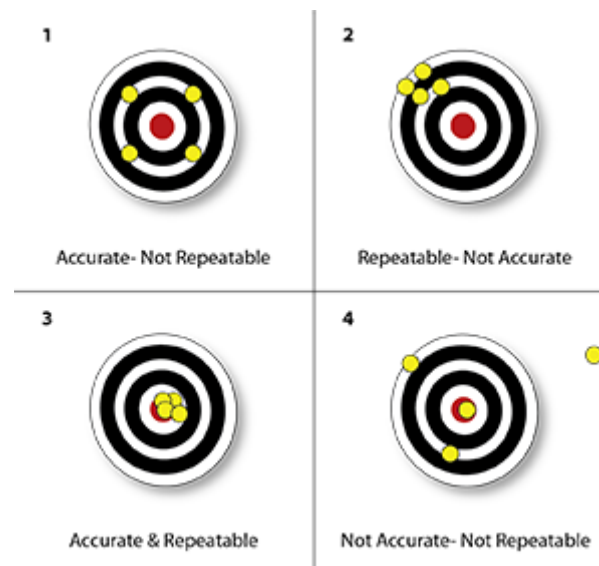 1
2
Accurate- Not Repeatable
Repeatable- Not Accurate
3
4
Accurate & Repeatable
Not Accurate- Not Repeatable